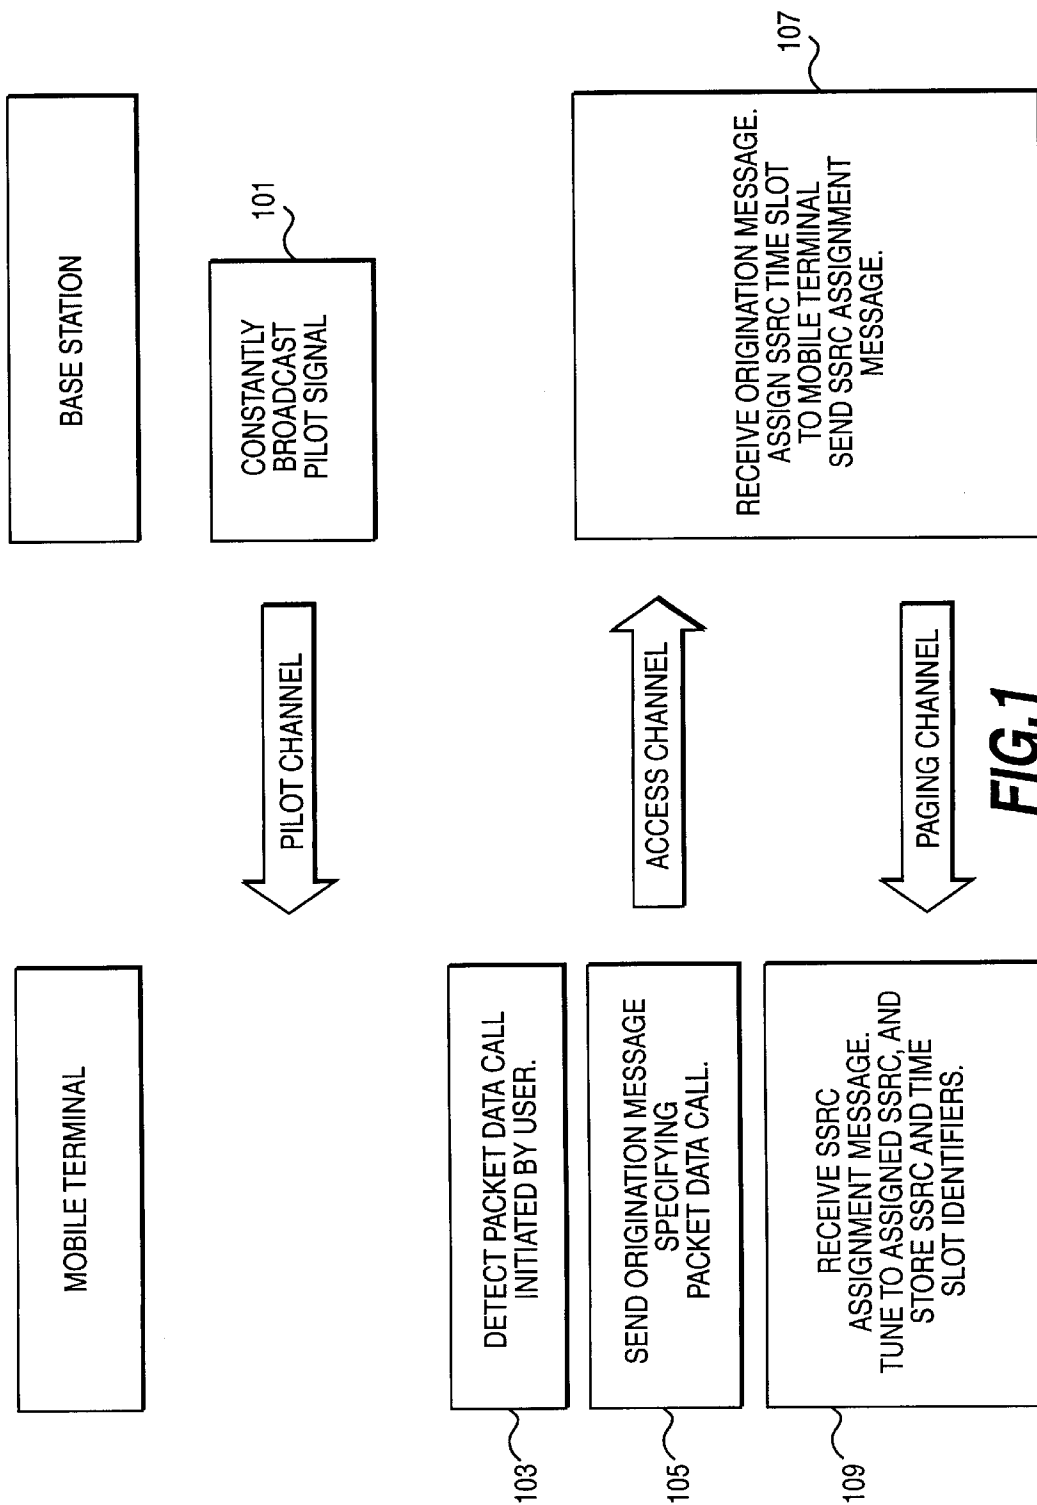 MOBILE TERMINAL
BASE STATION
CONSTANTLY
BROADCAST
PILOT SIGNAL
101
PILOT CHANNEL
103
DETECT PACKET DATA CALL
INITIATED BY USER.
105
SEND ORIGINATION MESSAGE
SPECIFYING
PACKET DATA CALL.
ACCESS CHANNEL
RECEIVE ORIGINATION MESSAGE.
ASSIGN SSRC TIME SLOT
TO MOBILE TERMINAL
SEND SSRC ASSIGNMENT
MESSAGE.
107
109
RECEIVE SSRC
ASSIGNMENT MESSAGE.
TUNE TO ASSIGNED SSRC, AND
STORE SSRC AND TIME
SLOT IDENTIFIERS.
PAGING CHANNEL
FIG.1